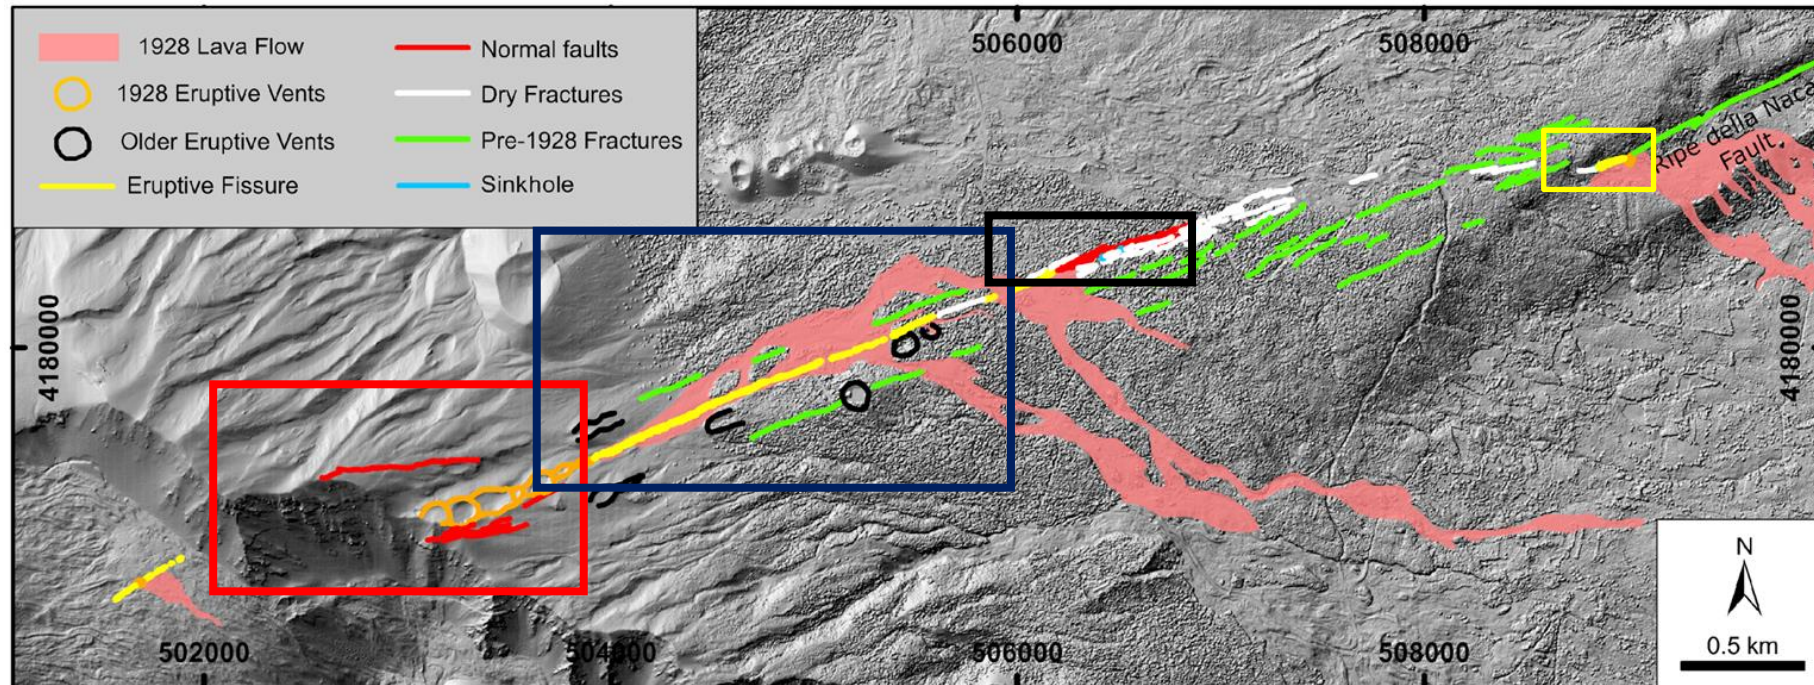 1928 Lava Flow
Normal faults
1928 Eruptive Vents
Dry Fractures
Older Eruptive Vents
Pre-1928 Fractures
Eruptive Fissure
Sinkhole
506000
508000
Ripe della Naca
Fault
4180000
4180000
502000
504000
506000
508000
N
0.5 km